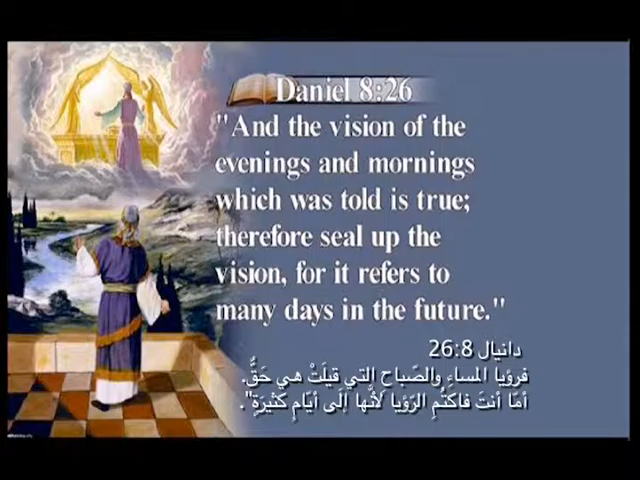 Daniel 8:26
"And the vision of the
evenings and mornings
which was told is true;
therefore seal up the
vision, for it refers to
many days in the future."
دانيال 26:8
فرؤيا المساءِ والصّباحِ التي قيلَتْ هي حَقٌّ.
أمّا أنتَ فاكتُمِ الرّؤيا لأنَّها إلَى أيّامٍ كثيرَةٍ".